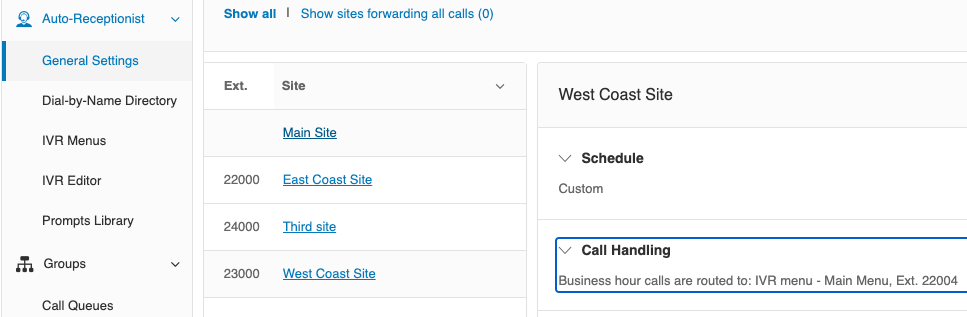 Auto-Receptionist
General Settings
Dial-by-Name Directory
IVR Menus
IVR Editor
Prompts Library
Groups
Call Queues
Show all | Show sites forwarding all calls (0)
Ext. Site
Main Site
22000 East Coast Site
24000 Third site
23000 West Coast Site
West Coast Site
Schedule
Custom
Call Handling
Business hour calls are routed to: IVR menu - Main Menu, Ext. 22004